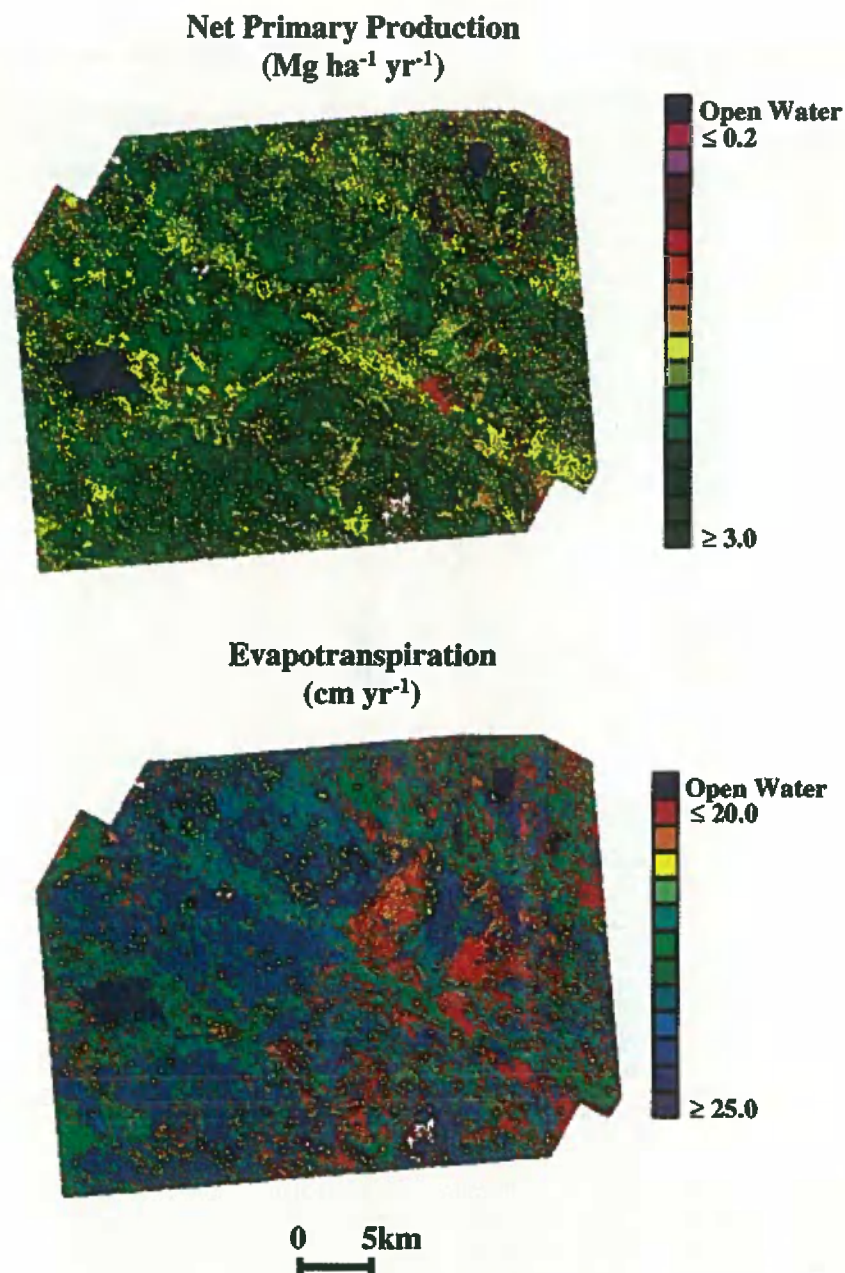 Net Primary Production
(Mg ha⁻¹ yr⁻¹)
Open Water
≤ 0.2
≥ 3.0
Evapotranspiration
(cm yr⁻¹)
Open Water
≤ 20.0
≥ 25.0
0 5km